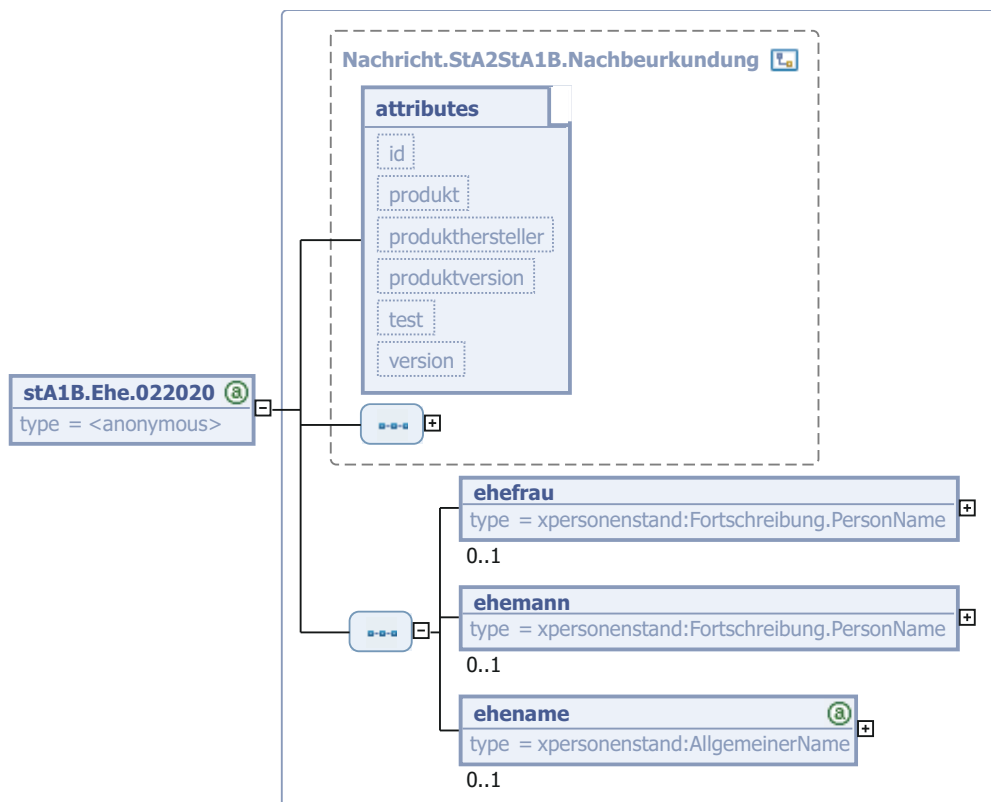 Nachricht.StA2StA1B.Nachbeurkundung
attributes
id
produkt
produkthersteller
produktversion
test
version
stA1B.Ehe.022020
type = <anonymous>
ehefrau
type = xpersonenstand:Fortschreibung.PersonName
0..1
ehemann
type = xpersonenstand:Fortschreibung.PersonName
0..1
ehename
type = xpersonenstand:AllgemeinerName
0..1